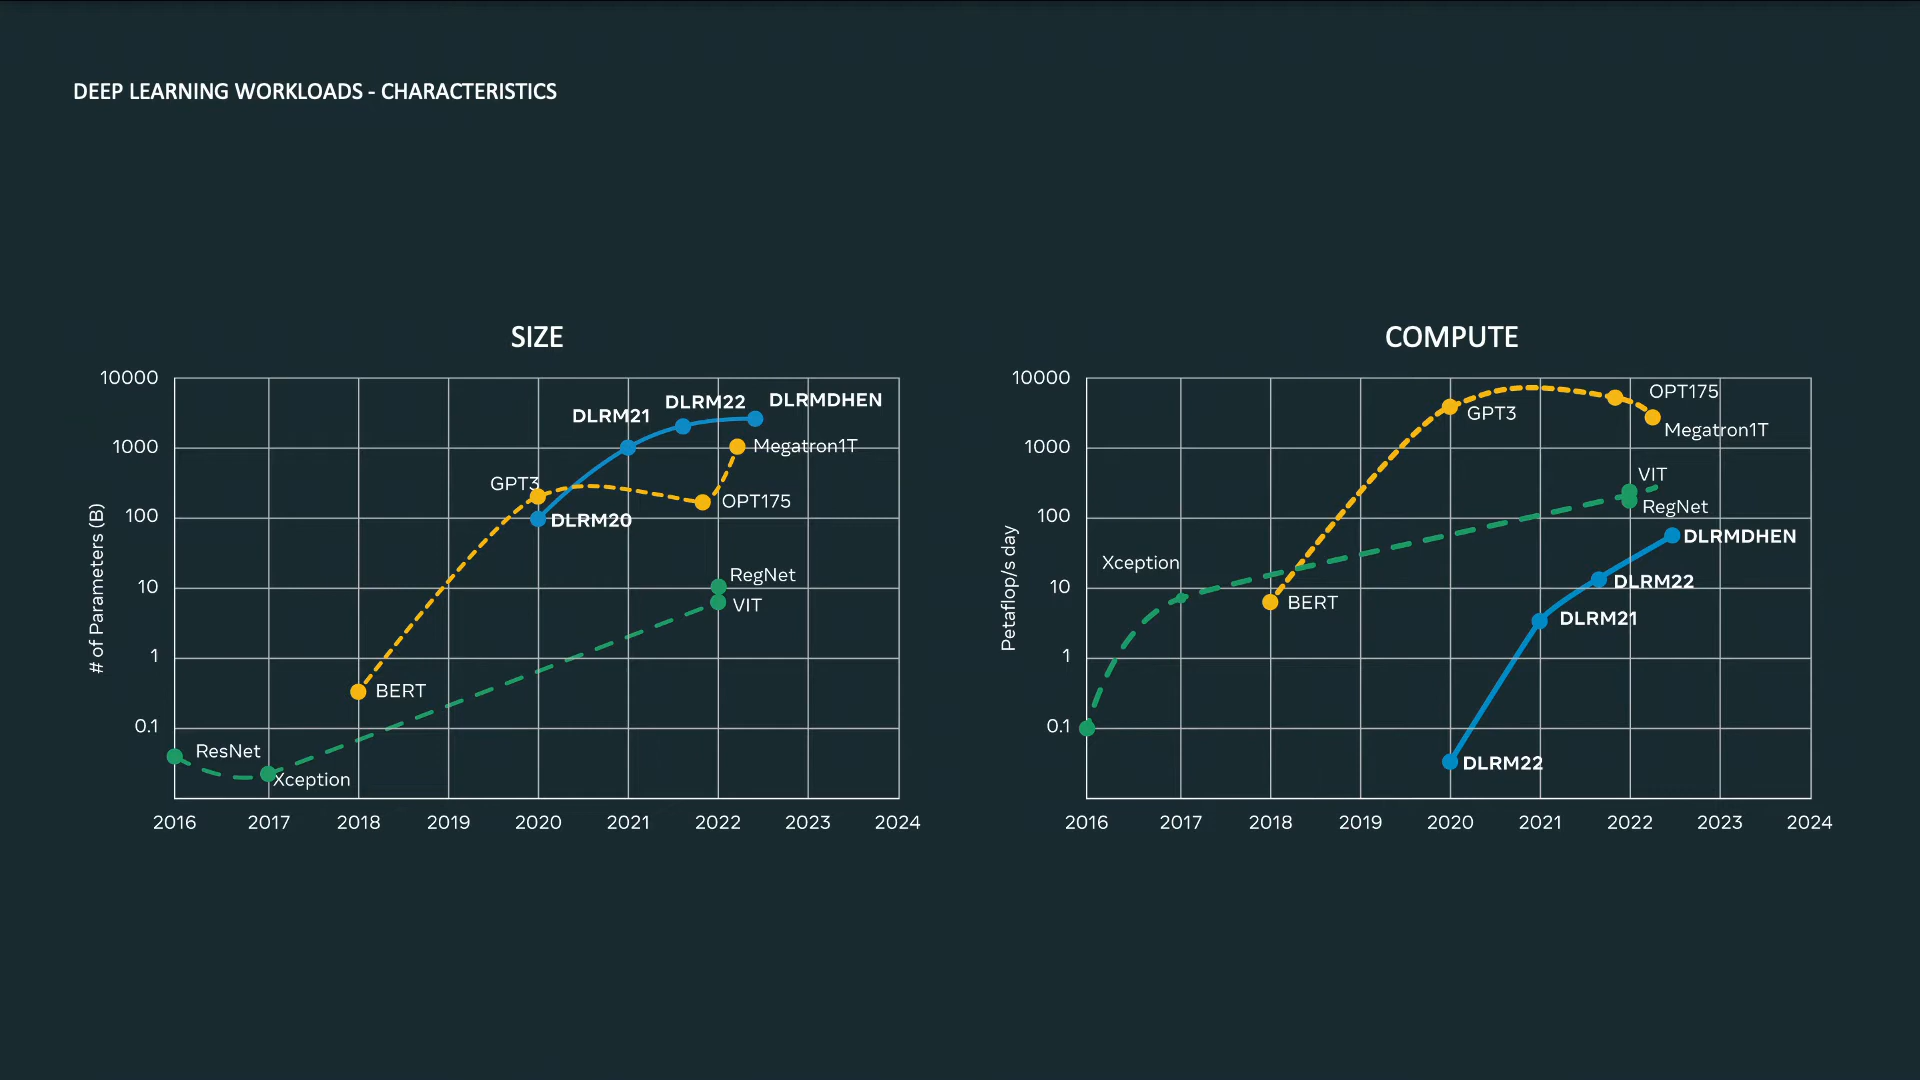 DEEP LEARNING WORKLOADS - CHARACTERISTICS
SIZE
10000
1000
100
10
1
0.1
# of Parameters (B)
2016 2017 2018 2019 2020 2021 2022 2023 2024
DLRMDHEN
DLRM22
DLRM21
Megatron1T
GPT3
OPT175
DLRM20
RegNet
VIT
BERT
ResNet
Xception
COMPUTE
10000
1000
100
10
1
0.1
Petaflop/s day
2016 2017 2018 2019 2020 2021 2022 2023 2024
OPT175
GPT3
Megatron1T
VIT
RegNet
DLRMDHEN
Xception
DLRM22
BERT
DLRM21
DLRM22